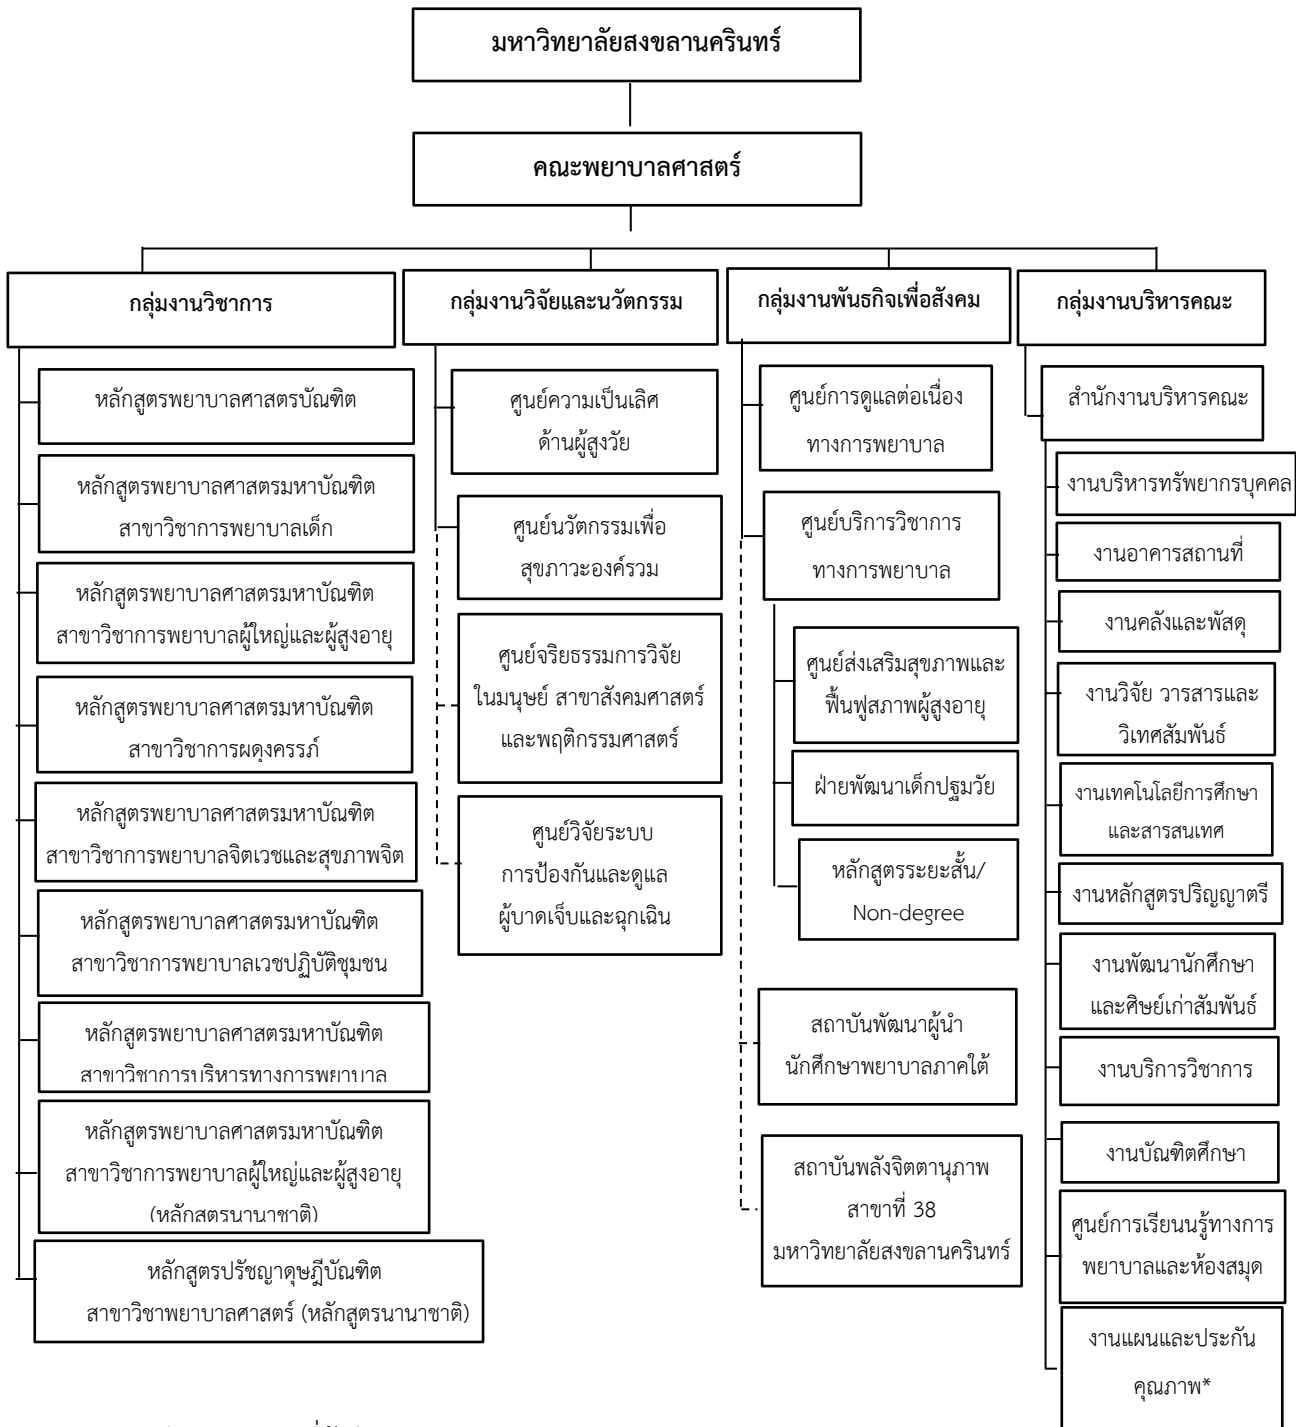 มหาวิทยาลัยสงขลานครินทร์
คณะพยาบาลศาสตร์
กลุ่มงานวิชาการ
หลักสูตรพยาบาลศาสตรบัณฑิต
หลักสูตรพยาบาลศาสตรมหาบัณฑิต
สาขาวิชาการพยาบาลเด็ก
หลักสูตรพยาบาลศาสตรมหาบัณฑิต
สาขาวิชาการพยาบาลผู้ใหญ่และผู้สูงอายุ
หลักสูตรพยาบาลศาสตรมหาบัณฑิต
สาขาวิชาการผดุงครรภ์
หลักสูตรพยาบาลศาสตรมหาบัณฑิต
สาขาวิชาการพยาบาลจิตเวชและสุขภาพจิต
หลักสูตรพยาบาลศาสตรมหาบัณฑิต
สาขาวิชาการพยาบาลเวชปฏิบัติชุมชน
หลักสูตรพยาบาลศาสตรมหาบัณฑิต
สาขาวิชาการบริหารทางการพยาบาล
หลักสูตรพยาบาลศาสตรมหาบัณฑิต
สาขาวิชาการพยาบาลผู้ใหญ่และผู้สูงอายุ
(หลักสูตรนานาชาติ)
หลักสูตรปรัชญาดุษฎีบัณฑิต
สาขาวิชาพยาบาลศาสตร์ (หลักสูตรนานาชาติ)
กลุ่มงานวิจัยและนวัตกรรม
ศูนย์ความเป็นเลิศ
ด้านผู้สูงวัย
ศูนย์นวัตกรรมเพื่อ
สุขภาวะองค์รวม
ศูนย์จริยธรรมการวิจัย
ในมนุษย์ สาขาสังคมศาสตร์
และพฤติกรรมศาสตร์
ศูนย์วิจัยระบบ
การป้องกันและดูแล
ผู้บาดเจ็บและฉุกเฉิน
กลุ่มงานพันธกิจเพื่อสังคม
ศูนย์การดูแลต่อเนื่อง
ทางการพยาบาล
ศูนย์บริการวิชาการ
ทางการพยาบาล
ศูนย์ส่งเสริมสุขภาพและ
ฟื้นฟูสภาพผู้สูงอายุ
ฝ่ายพัฒนาเด็กปฐมวัย
หลักสูตรระยะสั้น/
Non-degree
สถาบันพัฒนาผู้นำ
นักศึกษาพยาบาลภาคใต้
สถาบันพลังจิตตานุภาพ
สาขาที่ 38
มหาวิทยาลัยสงขลานครินทร์
กลุ่มงานบริหารคณะ
สำนักงานบริหารคณะ
งานบริหารทรัพยากรบุคคล
งานอาคารสถานที่
งานคลังและพัสดุ
งานวิจัย วารสารและ
วิเทศสัมพันธ์
งานเทคโนโลยีการศึกษา
และสารสนเทศ
งานหลักสูตรปริญญาตรี
งานพัฒนานักศึกษา
และศิษย์เก่าสัมพันธ์
งานบริการวิชาการ
งานบัณฑิตศึกษา
ศูนย์การเรียนรู้ทางการ
พยาบาลและห้องสมุด
งานแผนและประกัน
คุณภาพ*